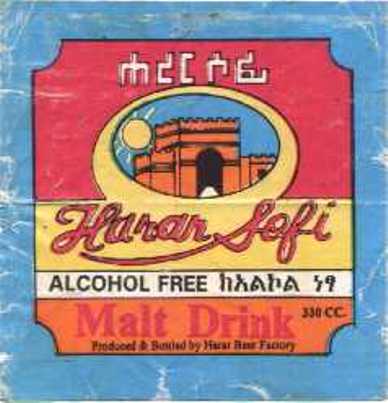 ሐረር ሶፊ
Harar Sofi
ALCOHOL FREE ከአልኮል ነፃ
Malt Drink 330 CC.
Produced & Bottled by Harar Beer Factory